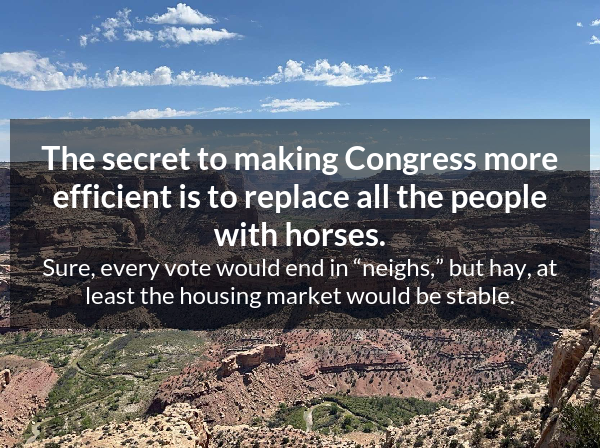 The secret to making Congress more
efficient is to replace all the people
with horses.
Sure, every vote would end in “neighs,” but hay, at
least the housing market would be stable.